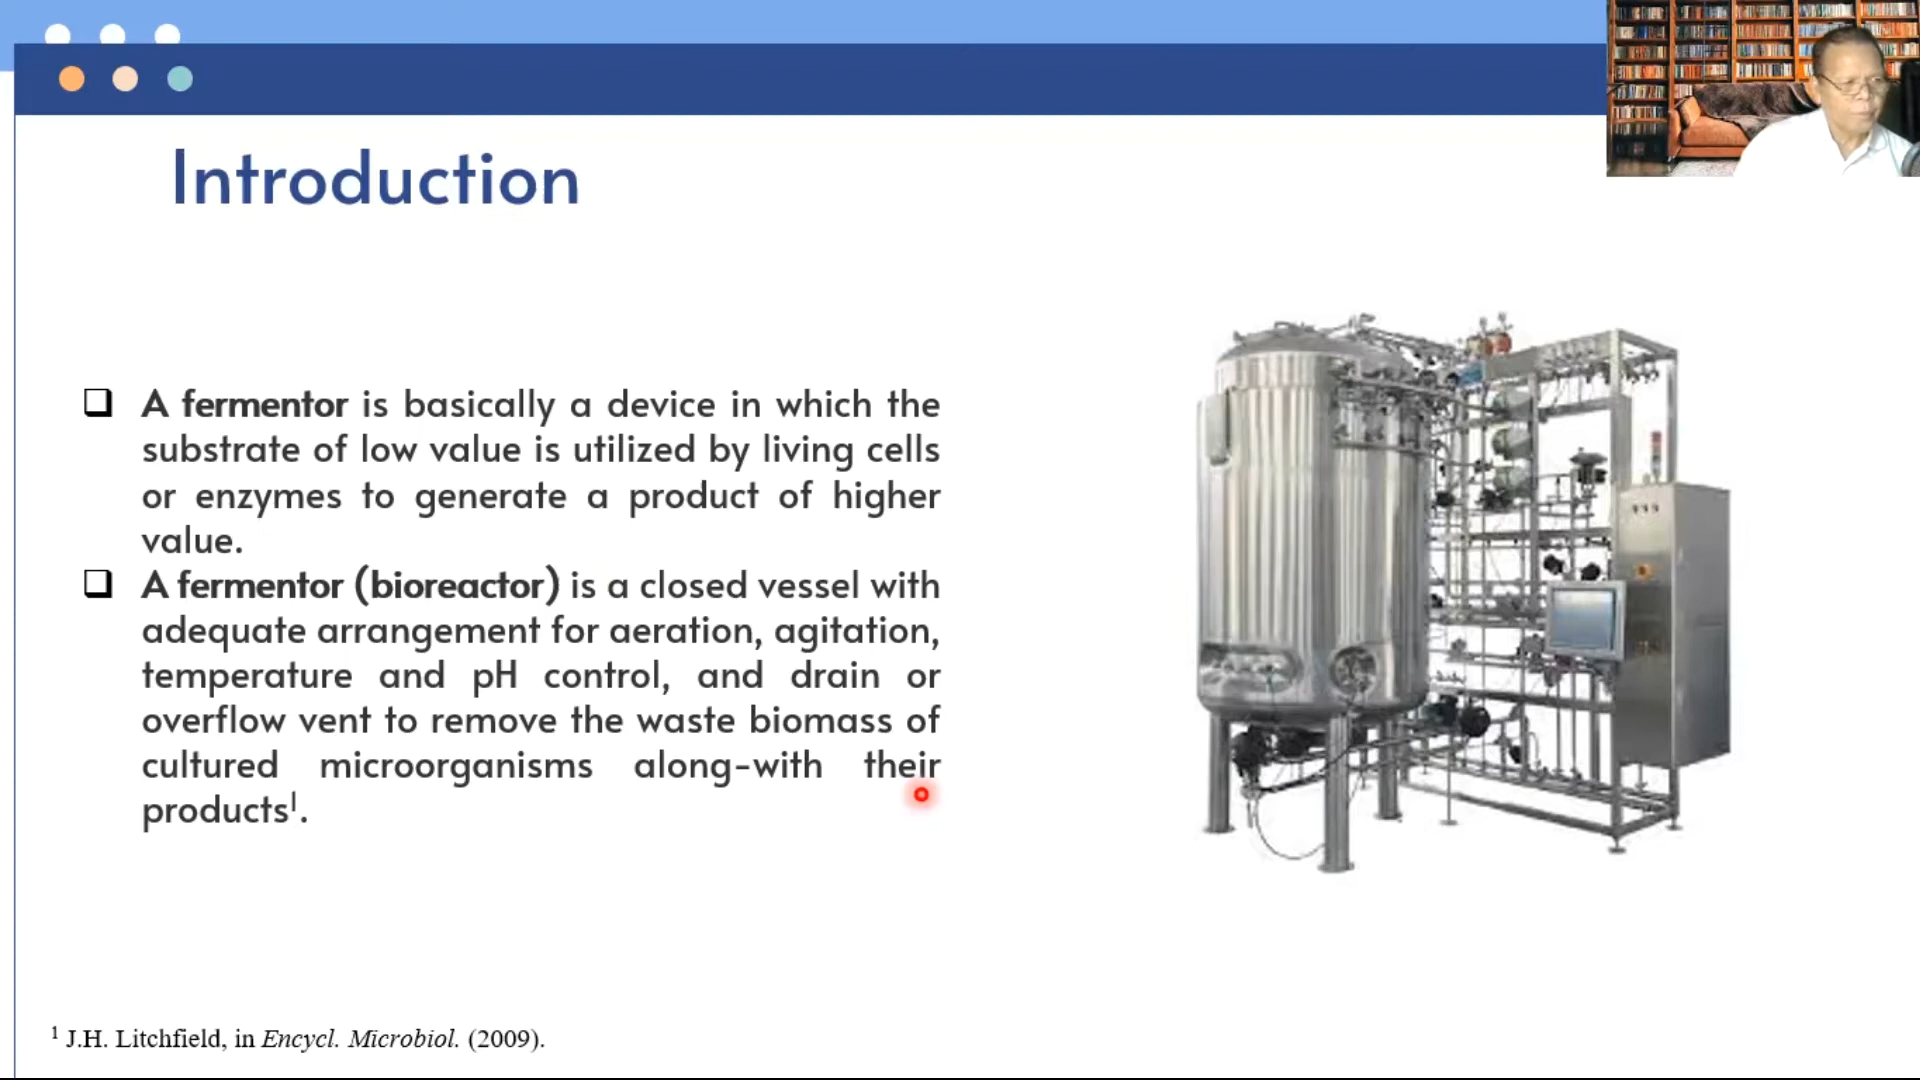 Introduction
A fermentor is basically a device in which the
substrate of low value is utilized by living cells
or enzymes to generate a product of higher
value.
A fermentor (bioreactor) is a closed vessel with
adequate arrangement for aeration, agitation,
temperature and pH control, and drain or
overflow vent to remove the waste biomass of
cultured microorganisms along-with their
products¹.
¹ J.H. Litchfield, in Encycl. Microbiol. (2009).